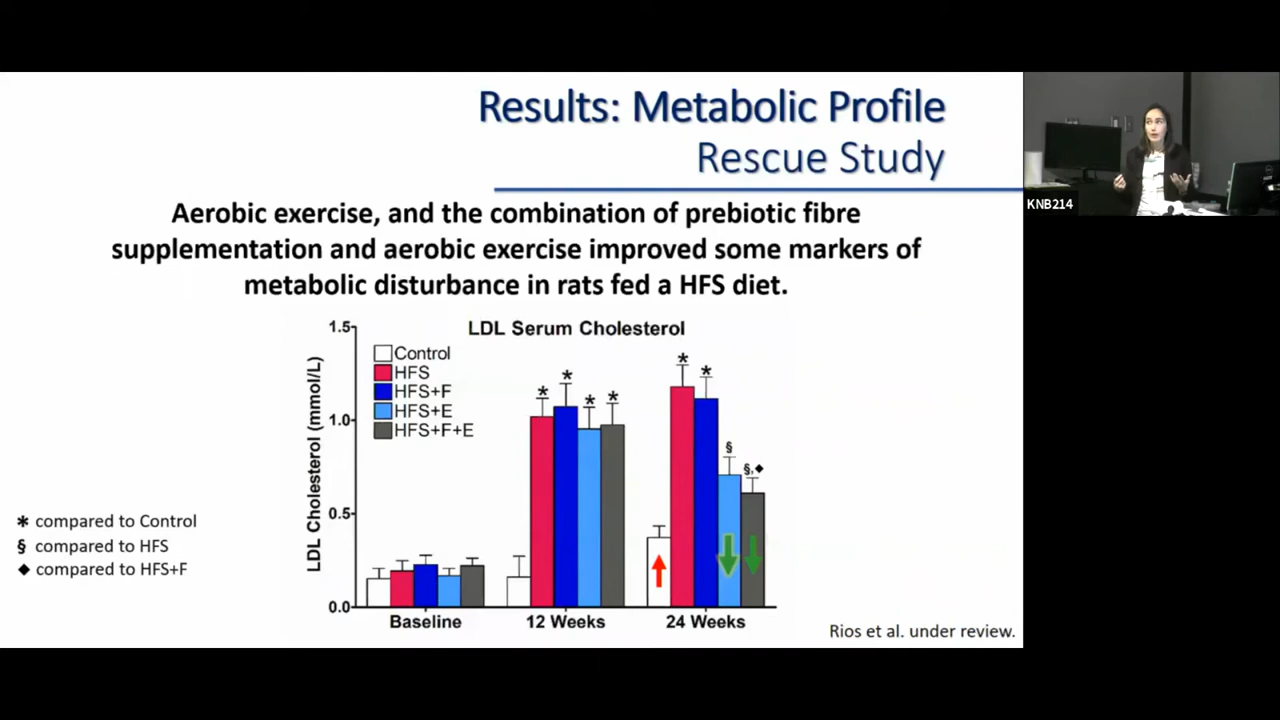 Results: Metabolic Profile
Rescue Study
KNB214
Aerobic exercise, and the combination of prebiotic fibre
supplementation and aerobic exercise improved some markers of
metabolic disturbance in rats fed a HFS diet.
LDL Serum Cholesterol
LDL Cholesterol (mmol/L)
1.5
1.0
0.5
0.0
Control
HFS
HFS+F
HFS+E
HFS+F+E
* * * *
* * § §,◆
Baseline
12 Weeks
24 Weeks
* compared to Control
§ compared to HFS
◆ compared to HFS+F
Rios et al. under review.